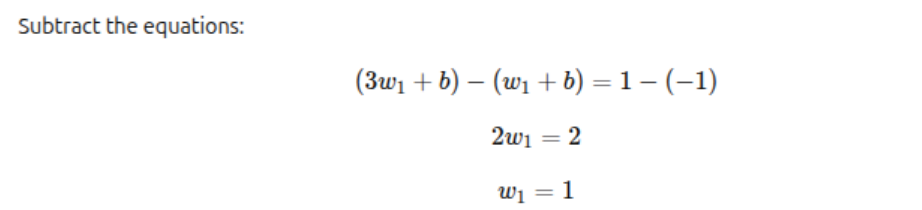 Subtract the equations:
(3w₁ + b) − (w₁ + b) = 1 − (−1)
2w₁ = 2
w₁ = 1